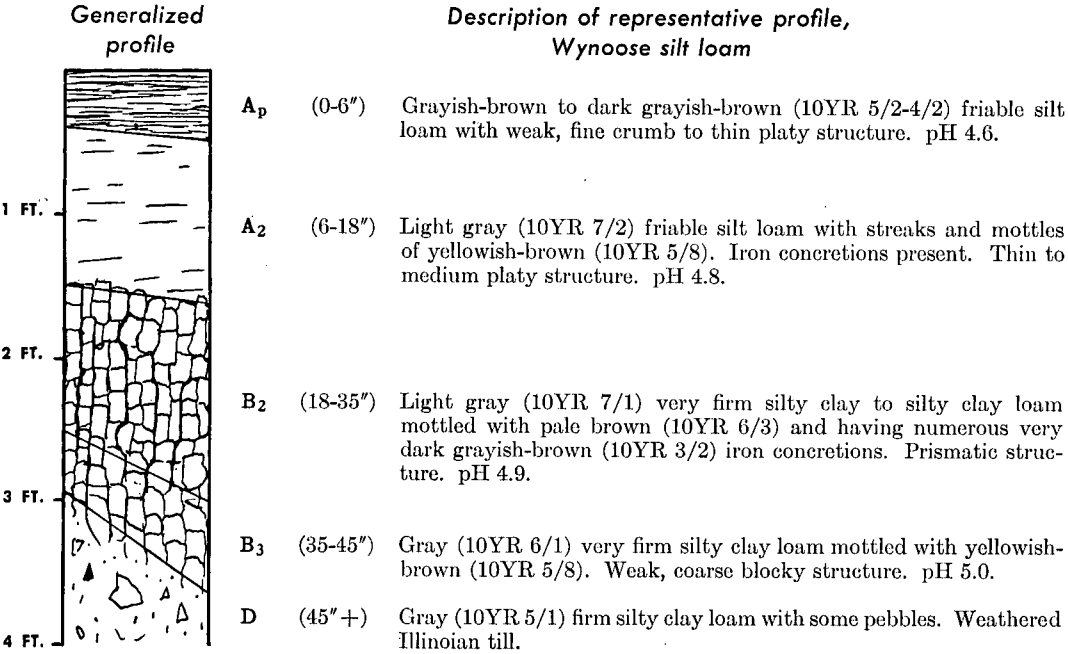 Generalized
profile
Description of representative profile,
Wynoose silt loam
Ap (0-6″) Grayish-brown to dark grayish-brown (10YR 5/2-4/2) friable silt
loam with weak, fine crumb to thin platy structure. pH 4.6.
1 FT.
A2 (6-18″) Light gray (10YR 7/2) friable silt loam with streaks and mottles
of yellowish-brown (10YR 5/8). Iron concretions present. Thin to
medium platy structure. pH 4.8.
2 FT.
B2 (18-35″) Light gray (10YR 7/1) very firm silty clay to silty clay loam
mottled with pale brown (10YR 6/3) and having numerous very
dark grayish-brown (10YR 3/2) iron concretions. Prismatic struc-
ture. pH 4.9.
3 FT.
B3 (35-45″) Gray (10YR 6/1) very firm silty clay loam mottled with yellowish-
brown (10YR 5/8). Weak, coarse blocky structure. pH 5.0.
D (45″+) Gray (10YR 5/1) firm silty clay loam with some pebbles. Weathered
Illinoian till.
4 FT.